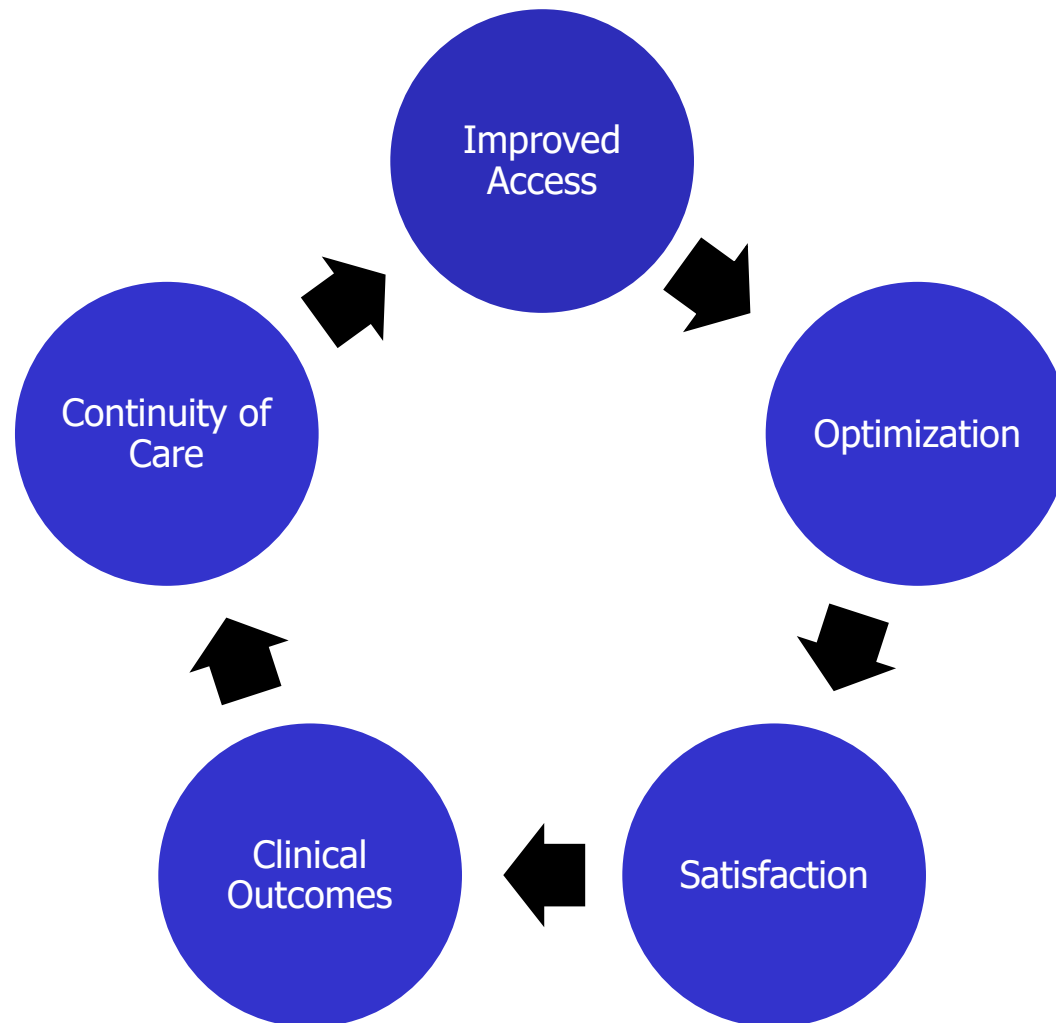 Improved
Access
Optimization
Satisfaction
Clinical
Outcomes
Continuity of
Care